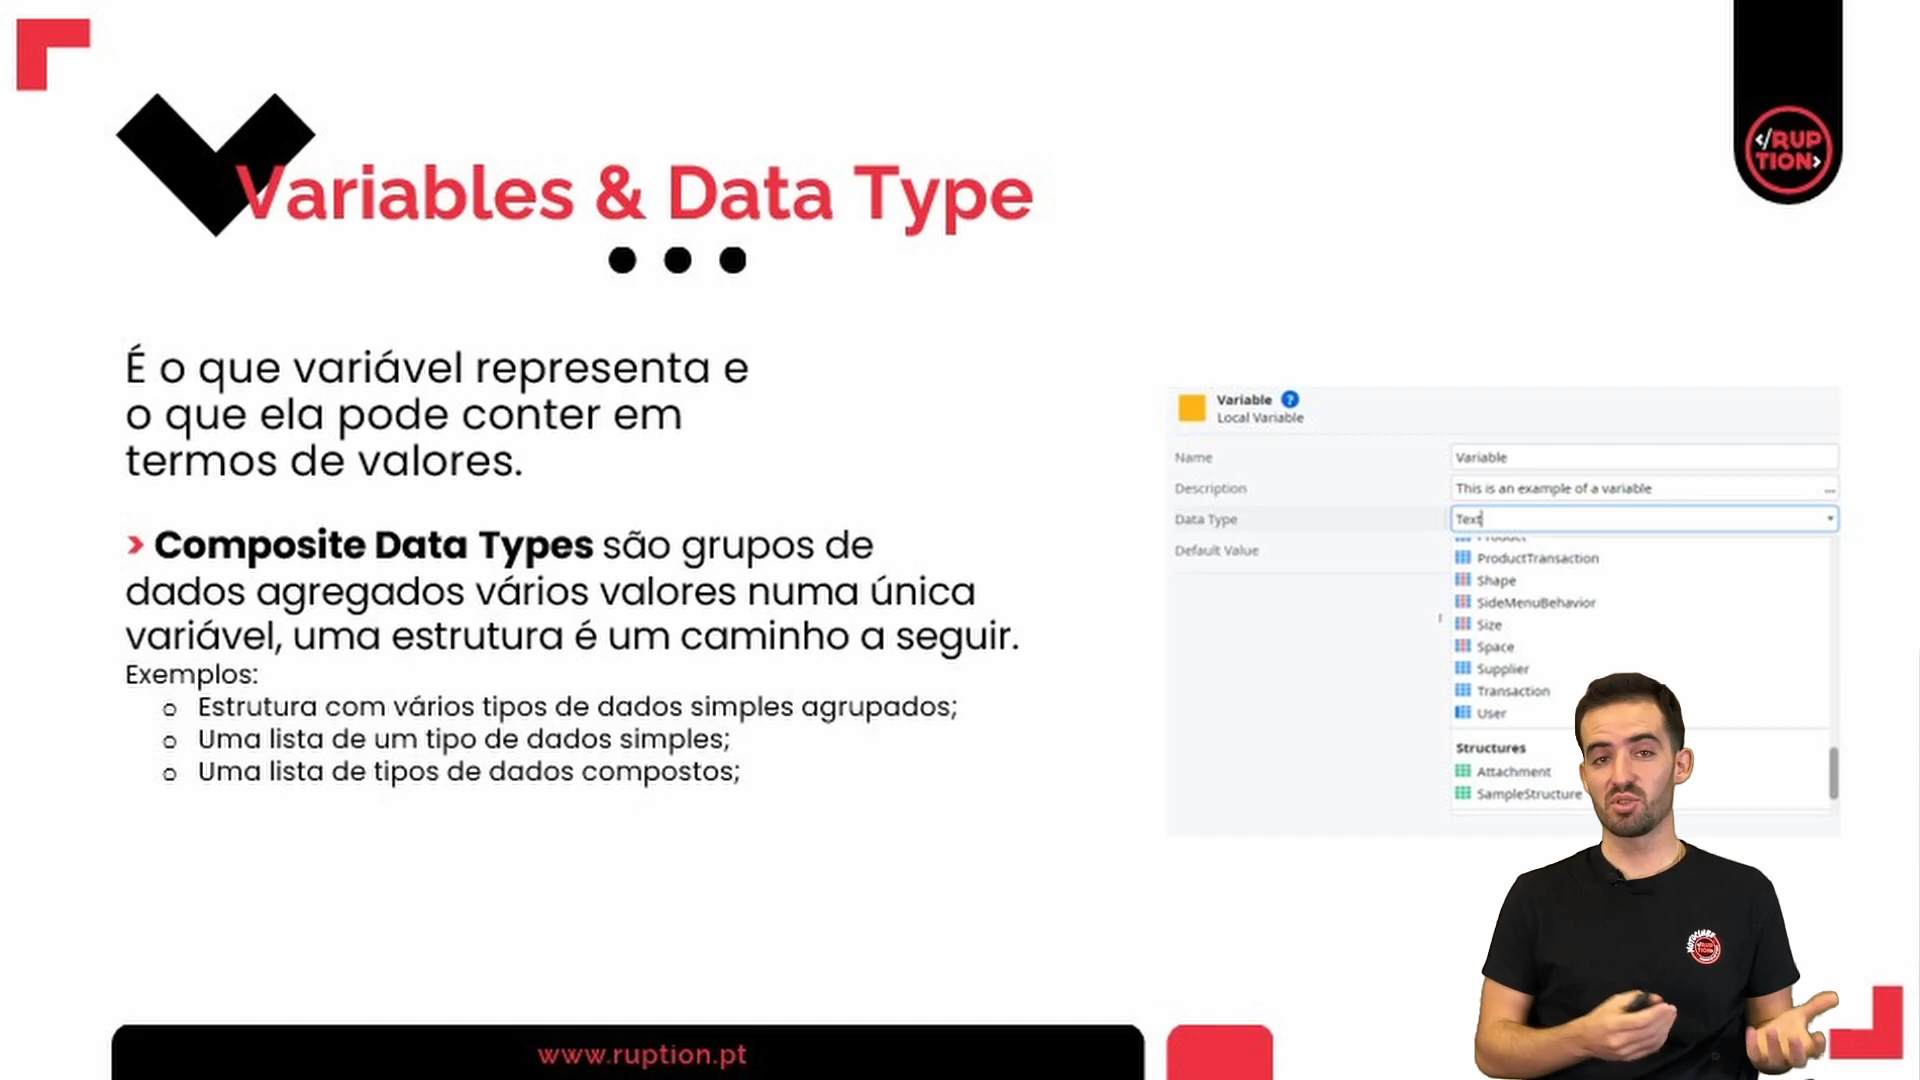 </RUP
TION>
Variables & Data Type
É o que variável representa e
o que ela pode conter em
termos de valores.
> Composite Data Types são grupos de
dados agregados vários valores numa única
variável, uma estrutura é um caminho a seguir.
Exemplos:
o Estrutura com vários tipos de dados simples agrupados;
o Uma lista de um tipo de dados simples;
o Uma lista de tipos de dados compostos;
Variable ?
Local Variable
Name Variable
Description This is an example of a variable ...
Data Type Text
Default Value
Product
ProductTransaction
Shape
SideMenuBehavior
Size
Space
Supplier
Transaction
User
Structures
Attachment
SampleStructure
www.ruption.pt